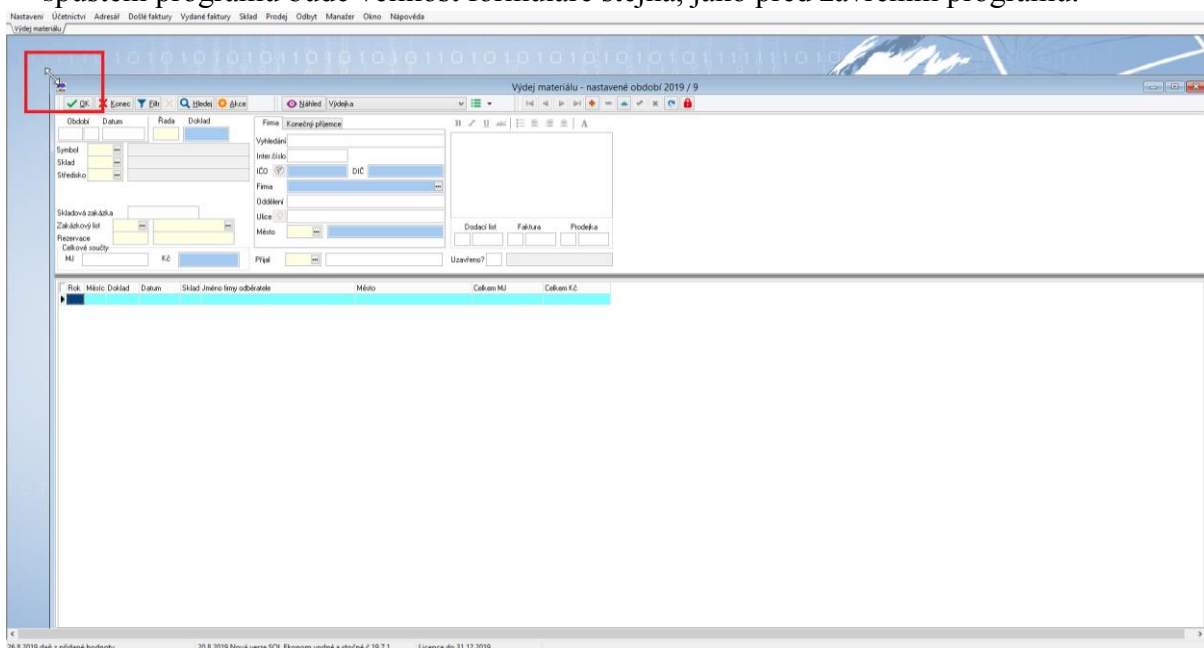 spuštění programu bude velikost formuláře stejná, jako před zavřením programu.
Nastavení Účetnictví Adresář Došlé faktury Vydané faktury Sklad Prodej Odbyt Manažer Okno Nápověda
Výdej materiálu
Výdej materiálu - nastavené období 2019 / 9
OK Konec Filtr Hledej Akce Náhled Výdejka
Období Datum Řada Doklad Firma Konečný příjemce
Vyhledání
Symbol
Inter.číslo
Sklad
IČO DIČ
Středisko
Firma
Oddělení
Skladová zakázka
Ulice
Zakázkový list
Město
Dodací list Faktura Prodejka
Rezervace
Celkové součty
MJ Kč Přijal Uzavřeno?
Rok Měsíc Doklad Datum Sklad Jméno firmy odběratele Město Celkem MJ Celkem Kč
26.8.2019 daň z přidané hodnoty 20.8.2019 Nová verze SQL Ekonom vodné a stočné č.19.7.1 Licence do 31.12.2019